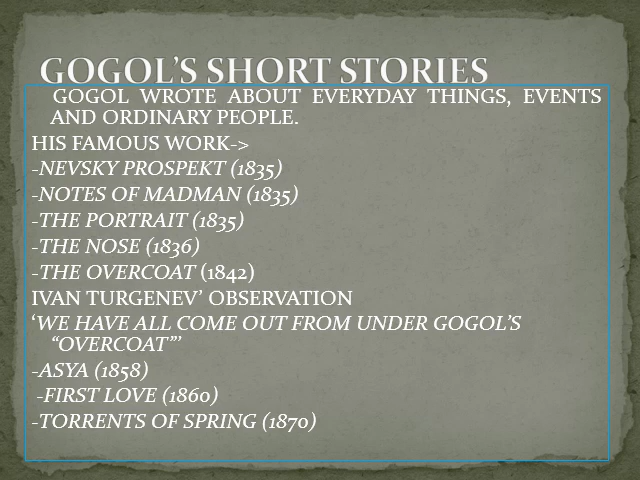 GOGOL'S SHORT STORIES
GOGOL WROTE ABOUT EVERYDAY THINGS, EVENTS
AND ORDINARY PEOPLE.
HIS FAMOUS WORK->
-NEVSKY PROSPEKT (1835)
-NOTES OF MADMAN (1835)
-THE PORTRAIT (1835)
-THE NOSE (1836)
-THE OVERCOAT (1842)
IVAN TURGENEV' OBSERVATION
‘WE HAVE ALL COME OUT FROM UNDER GOGOL'S
“OVERCOAT”’
-ASYA (1858)
-FIRST LOVE (1860)
-TORRENTS OF SPRING (1870)